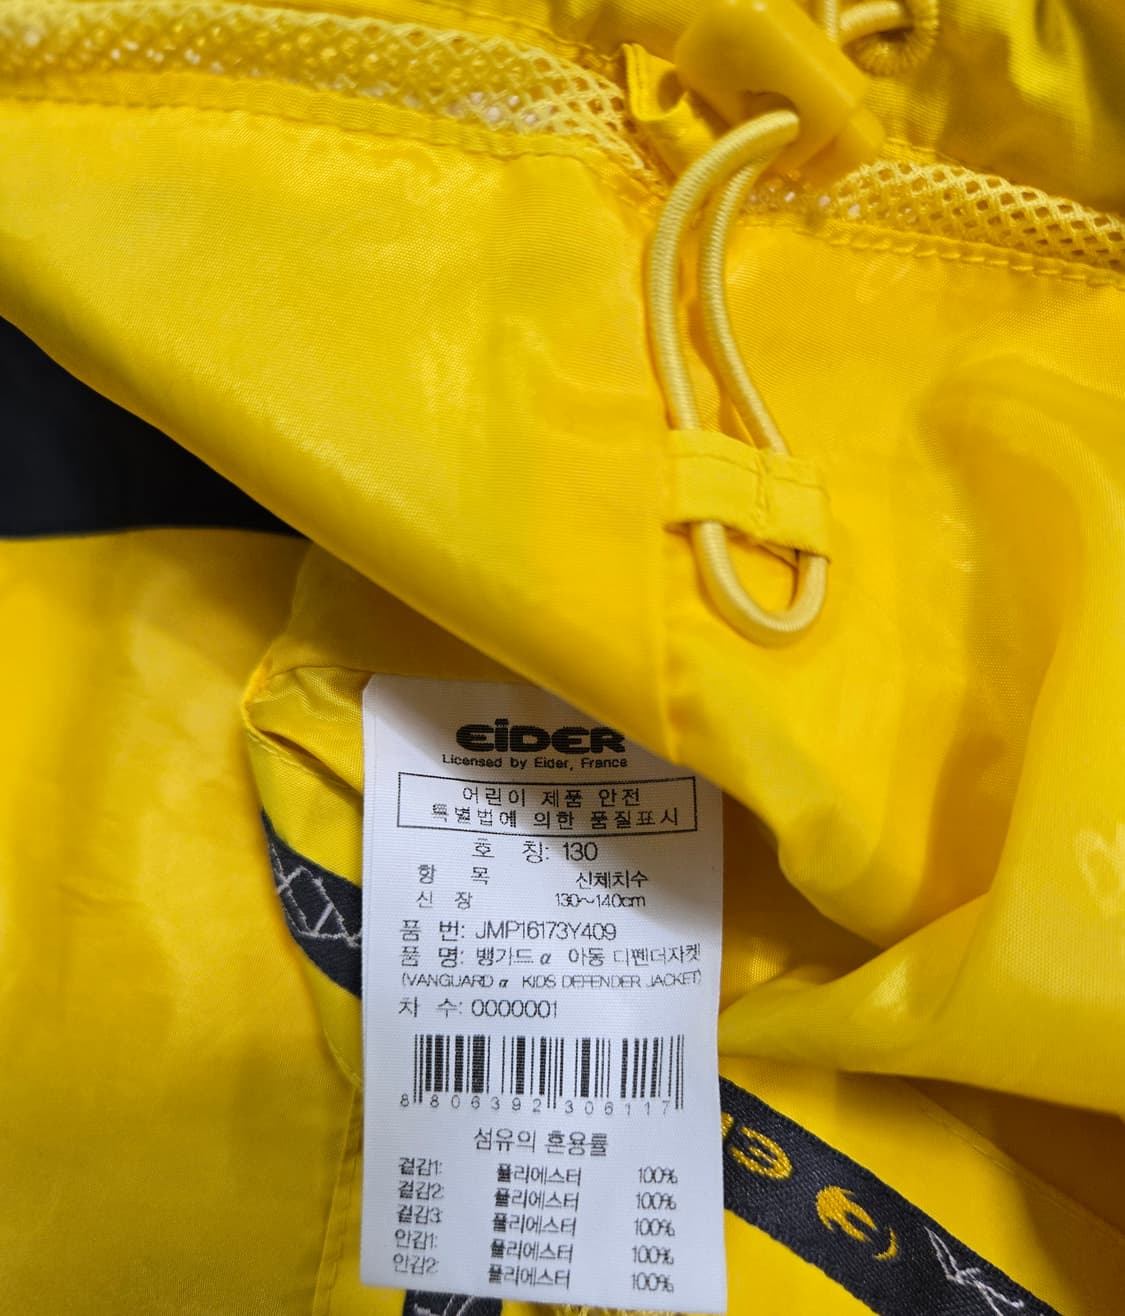 EiDER
Licensed by Eider, France
어린이 제품 안전
특별법에 의한 품질표시
호 칭: 130
항 목 신체치수
신 장 130~140cm
품 번: JMP16173Y409
품 명: 뱅가드 α 아동 디펜더자켓
(VANGUARD α KIDS DEFENDER JACKET)
차 수: 0000001
8 806392 306117
섬유의 혼용률
겉감1: 폴리에스터 100%
겉감2: 폴리에스터 100%
겉감3: 폴리에스터 100%
안감1: 폴리에스터 100%
안감2: 폴리에스터 100%